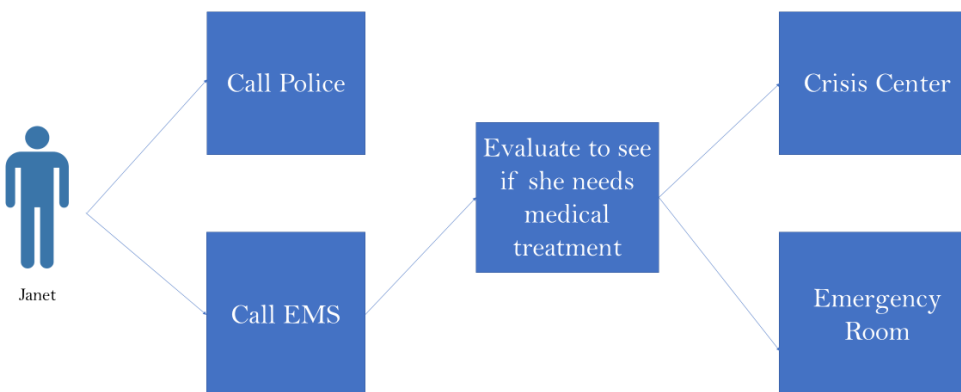 Janet
Call Police
Call EMS
Evaluate to see
if she needs
medical
treatment
Crisis Center
Emergency
Room